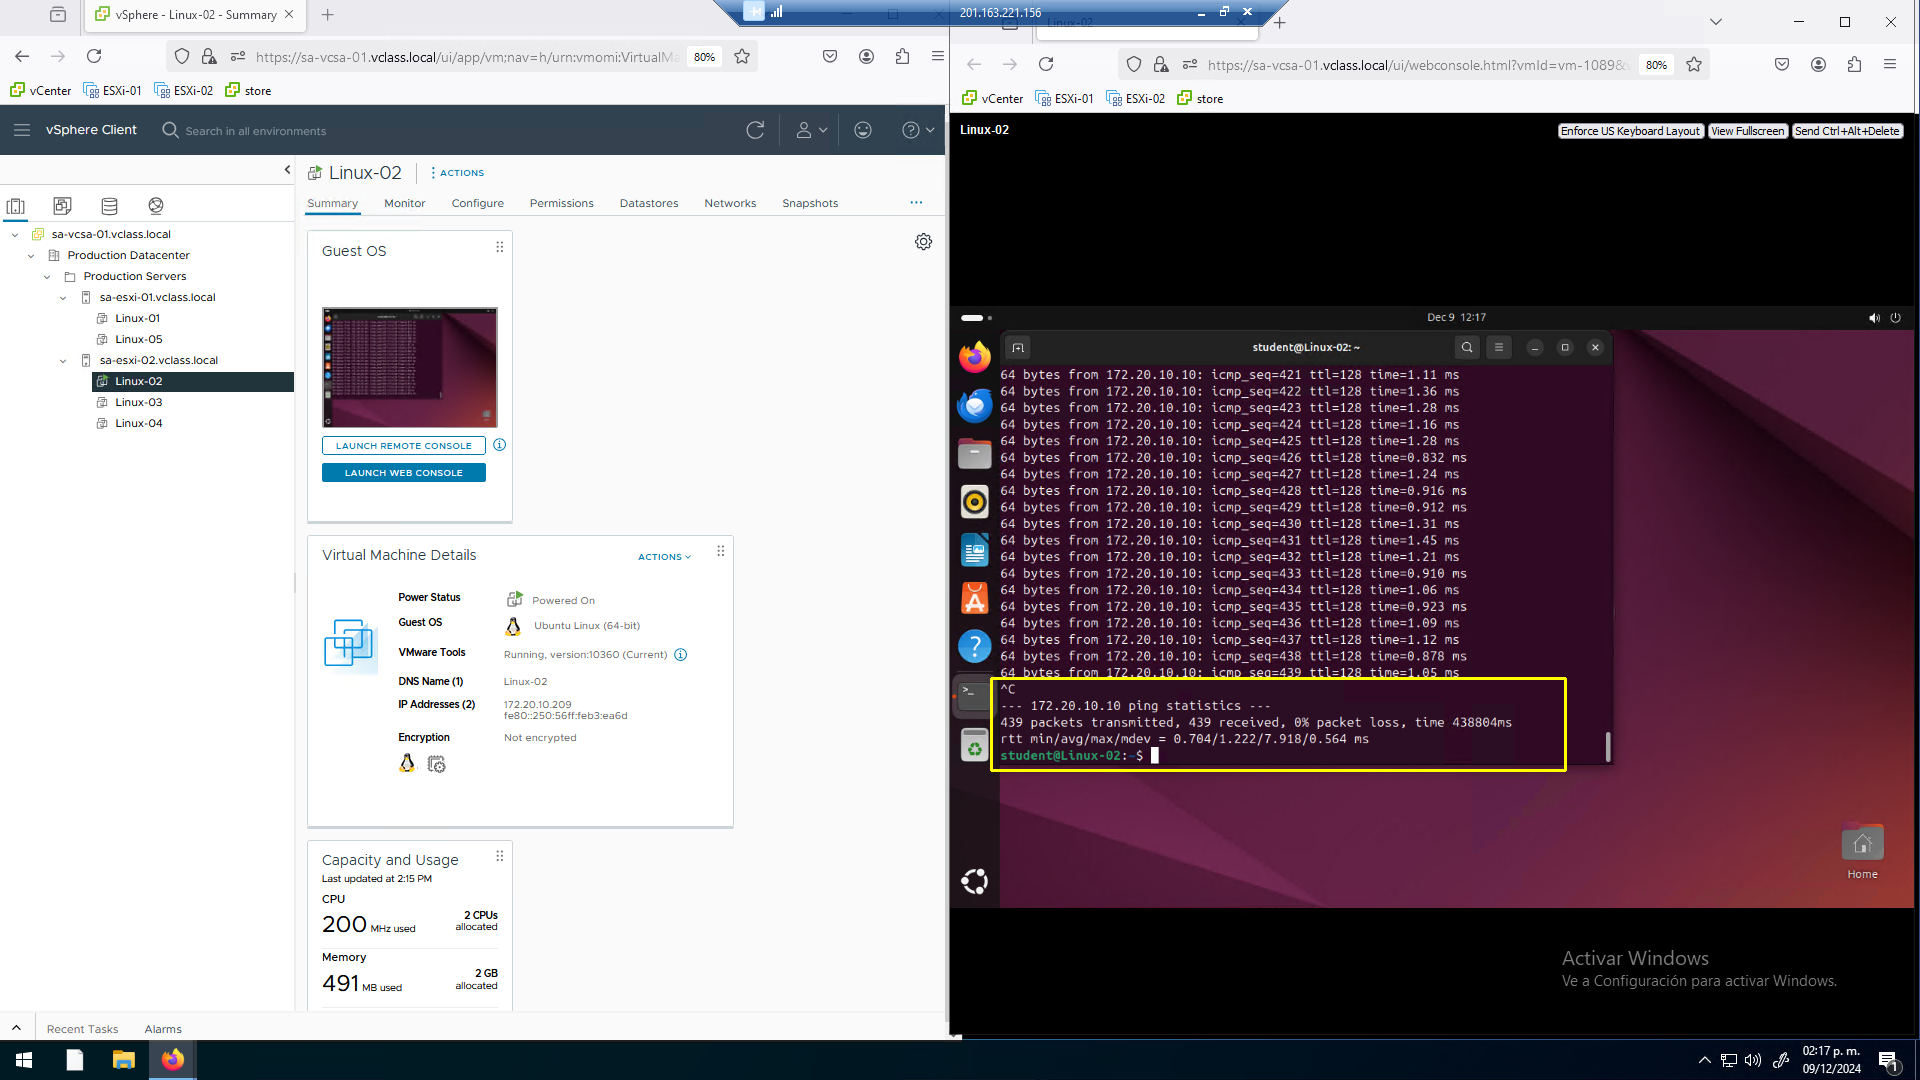 vSphere - Linux-02 - Summary
201.163.221.156
Linux-02
https://sa-vcsa-01.vclass.local/ui/app/vm;nav=h/urn:vmomi:VirtualMa
80%
https://sa-vcsa-01.vclass.local/ui/webconsole.html?vmId=vm-1089&
80%
vCenter
ESXi-01
ESXi-02
store
vCenter
ESXi-01
ESXi-02
store
vSphere Client
Search in all environments
Linux-02
Enforce US Keyboard Layout
View Fullscreen
Send Ctrl+Alt+Delete
Linux-02
ACTIONS
Summary
Monitor
Configure
Permissions
Datastores
Networks
Snapshots
sa-vcsa-01.vclass.local
Production Datacenter
Production Servers
sa-esxi-01.vclass.local
Linux-01
Linux-05
sa-esxi-02.vclass.local
Linux-02
Linux-03
Linux-04
Guest OS
LAUNCH REMOTE CONSOLE
LAUNCH WEB CONSOLE
Virtual Machine Details
ACTIONS
Power Status
Powered On
Guest OS
Ubuntu Linux (64-bit)
VMware Tools
Running, version:10360 (Current)
DNS Name (1)
Linux-02
IP Addresses (2)
172.20.10.209
fe80::250:56ff:feb3:ea6d
Encryption
Not encrypted
Capacity and Usage
Last updated at 2:15 PM
CPU
200 MHz used
2 CPUs
allocated
Memory
491 MB used
2 GB
allocated
Recent Tasks
Alarms
Dec 9 12:17
student@Linux-02: ~
64 bytes from 172.20.10.10: icmp_seq=421 ttl=128 time=1.11 ms
64 bytes from 172.20.10.10: icmp_seq=422 ttl=128 time=1.36 ms
64 bytes from 172.20.10.10: icmp_seq=423 ttl=128 time=1.28 ms
64 bytes from 172.20.10.10: icmp_seq=424 ttl=128 time=1.16 ms
64 bytes from 172.20.10.10: icmp_seq=425 ttl=128 time=1.28 ms
64 bytes from 172.20.10.10: icmp_seq=426 ttl=128 time=0.832 ms
64 bytes from 172.20.10.10: icmp_seq=427 ttl=128 time=1.24 ms
64 bytes from 172.20.10.10: icmp_seq=428 ttl=128 time=0.916 ms
64 bytes from 172.20.10.10: icmp_seq=429 ttl=128 time=0.912 ms
64 bytes from 172.20.10.10: icmp_seq=430 ttl=128 time=1.31 ms
64 bytes from 172.20.10.10: icmp_seq=431 ttl=128 time=1.45 ms
64 bytes from 172.20.10.10: icmp_seq=432 ttl=128 time=1.21 ms
64 bytes from 172.20.10.10: icmp_seq=433 ttl=128 time=0.910 ms
64 bytes from 172.20.10.10: icmp_seq=434 ttl=128 time=1.06 ms
64 bytes from 172.20.10.10: icmp_seq=435 ttl=128 time=0.923 ms
64 bytes from 172.20.10.10: icmp_seq=436 ttl=128 time=1.09 ms
64 bytes from 172.20.10.10: icmp_seq=437 ttl=128 time=1.12 ms
64 bytes from 172.20.10.10: icmp_seq=438 ttl=128 time=0.878 ms
64 bytes from 172.20.10.10: icmp_seq=439 ttl=128 time=1.05 ms
^C
--- 172.20.10.10 ping statistics ---
439 packets transmitted, 439 received, 0% packet loss, time 438804ms
rtt min/avg/max/mdev = 0.704/1.222/7.918/0.564 ms
student@Linux-02:~$
Home
Activar Windows
Ve a Configuración para activar Windows.
02:17 p. m.
09/12/2024
1